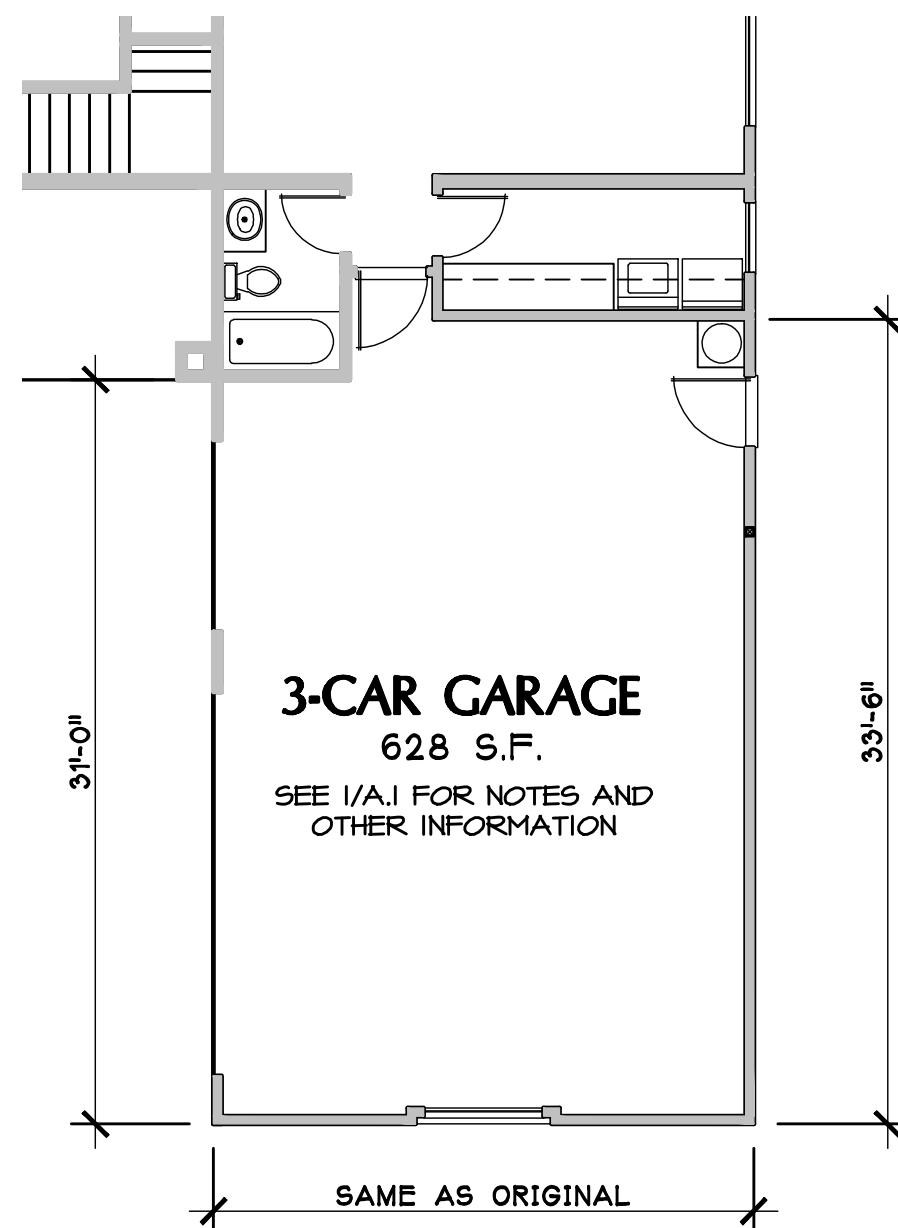 3-CAR GARAGE
628 S.F.
SEE 1/A.1 FOR NOTES AND
OTHER INFORMATION
31'-0"
33'-6"
SAME AS ORIGINAL